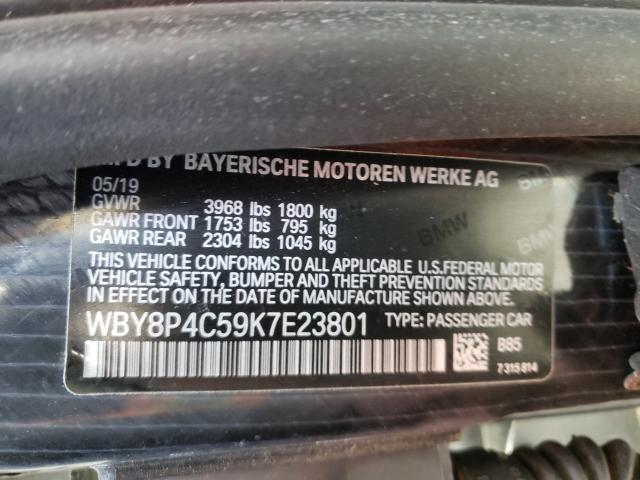 MFD BY BAYERISCHE MOTOREN WERKE AG
05/19
GVWR 3968 lbs 1800 kg
GAWR FRONT 1753 lbs 795 kg
GAWR REAR 2304 lbs 1045 kg
THIS VEHICLE CONFORMS TO ALL APPLICABLE U.S.FEDERAL MOTOR
VEHICLE SAFETY, BUMPER AND THEFT PREVENTION STANDARDS
IN EFFECT ON THE DATE OF MANUFACTURE SHOWN ABOVE.
WBY8P4C59K7E23801 TYPE: PASSENGER CAR
B85
7315814
BMW
BMW